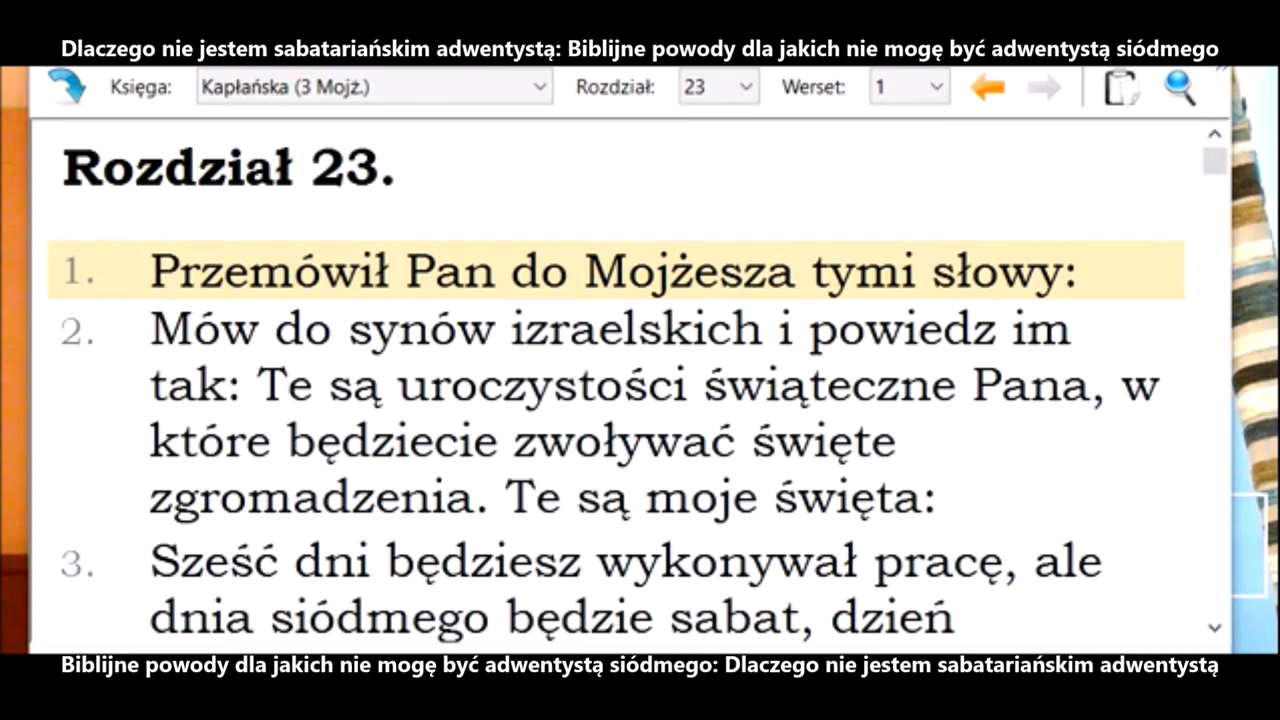 Dlaczego nie jestem sabatariańskim adwentystą: Biblijne powody dla jakich nie mogę być adwentystą siódmego
Księga: Kapłańska (3 Mojż.) Rozdział: 23 Werset: 1
Rozdział 23.
1. Przemówił Pan do Mojżesza tymi słowy:
2. Mów do synów izraelskich i powiedz im
tak: Te są uroczystości świąteczne Pana, w
które będziecie zwoływać święte
zgromadzenia. Te są moje święta:
3. Sześć dni będziesz wykonywał pracę, ale
dnia siódmego będzie sabat, dzień
Biblijne powody dla jakich nie mogę być adwentystą siódmego: Dlaczego nie jestem sabatariańskim adwentystą